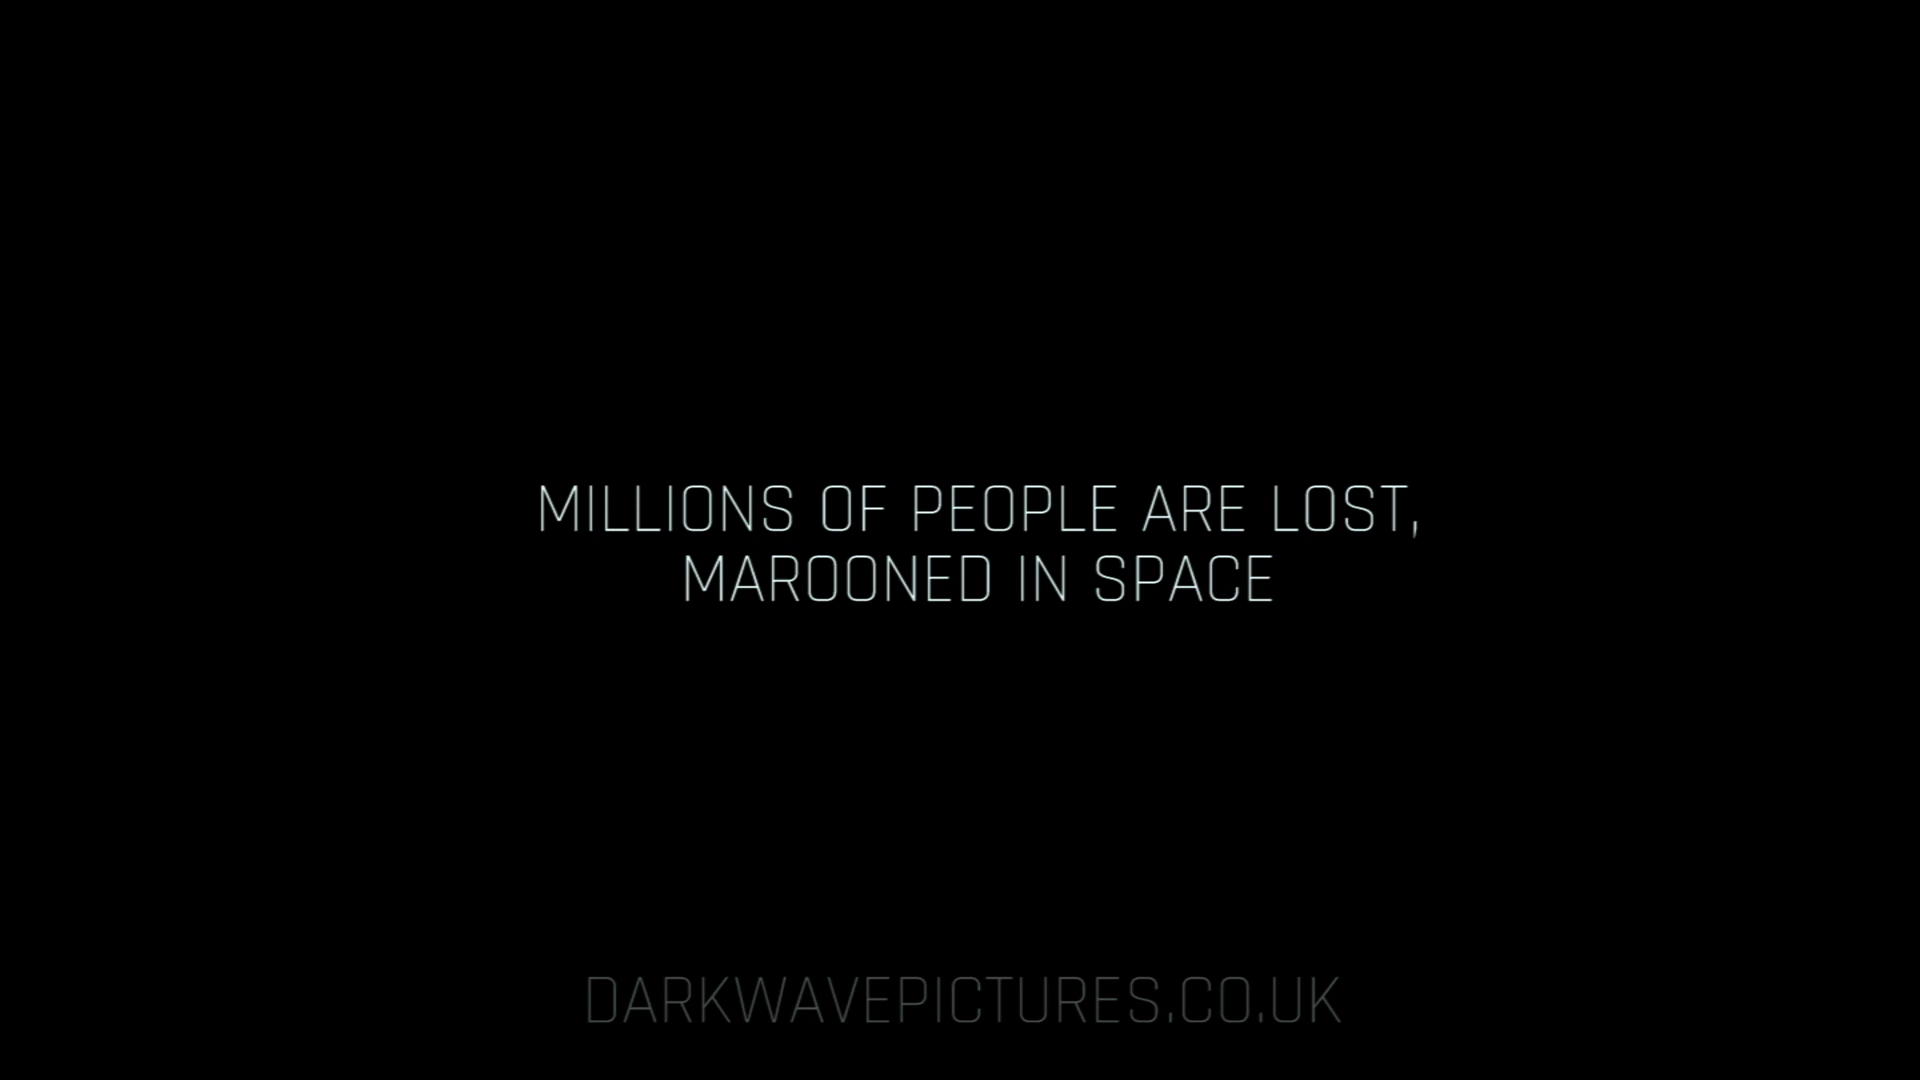 MILLIONS OF PEOPLE ARE LOST,
MAROONED IN SPACE
DARKWAVEPICTURES.CO.UK